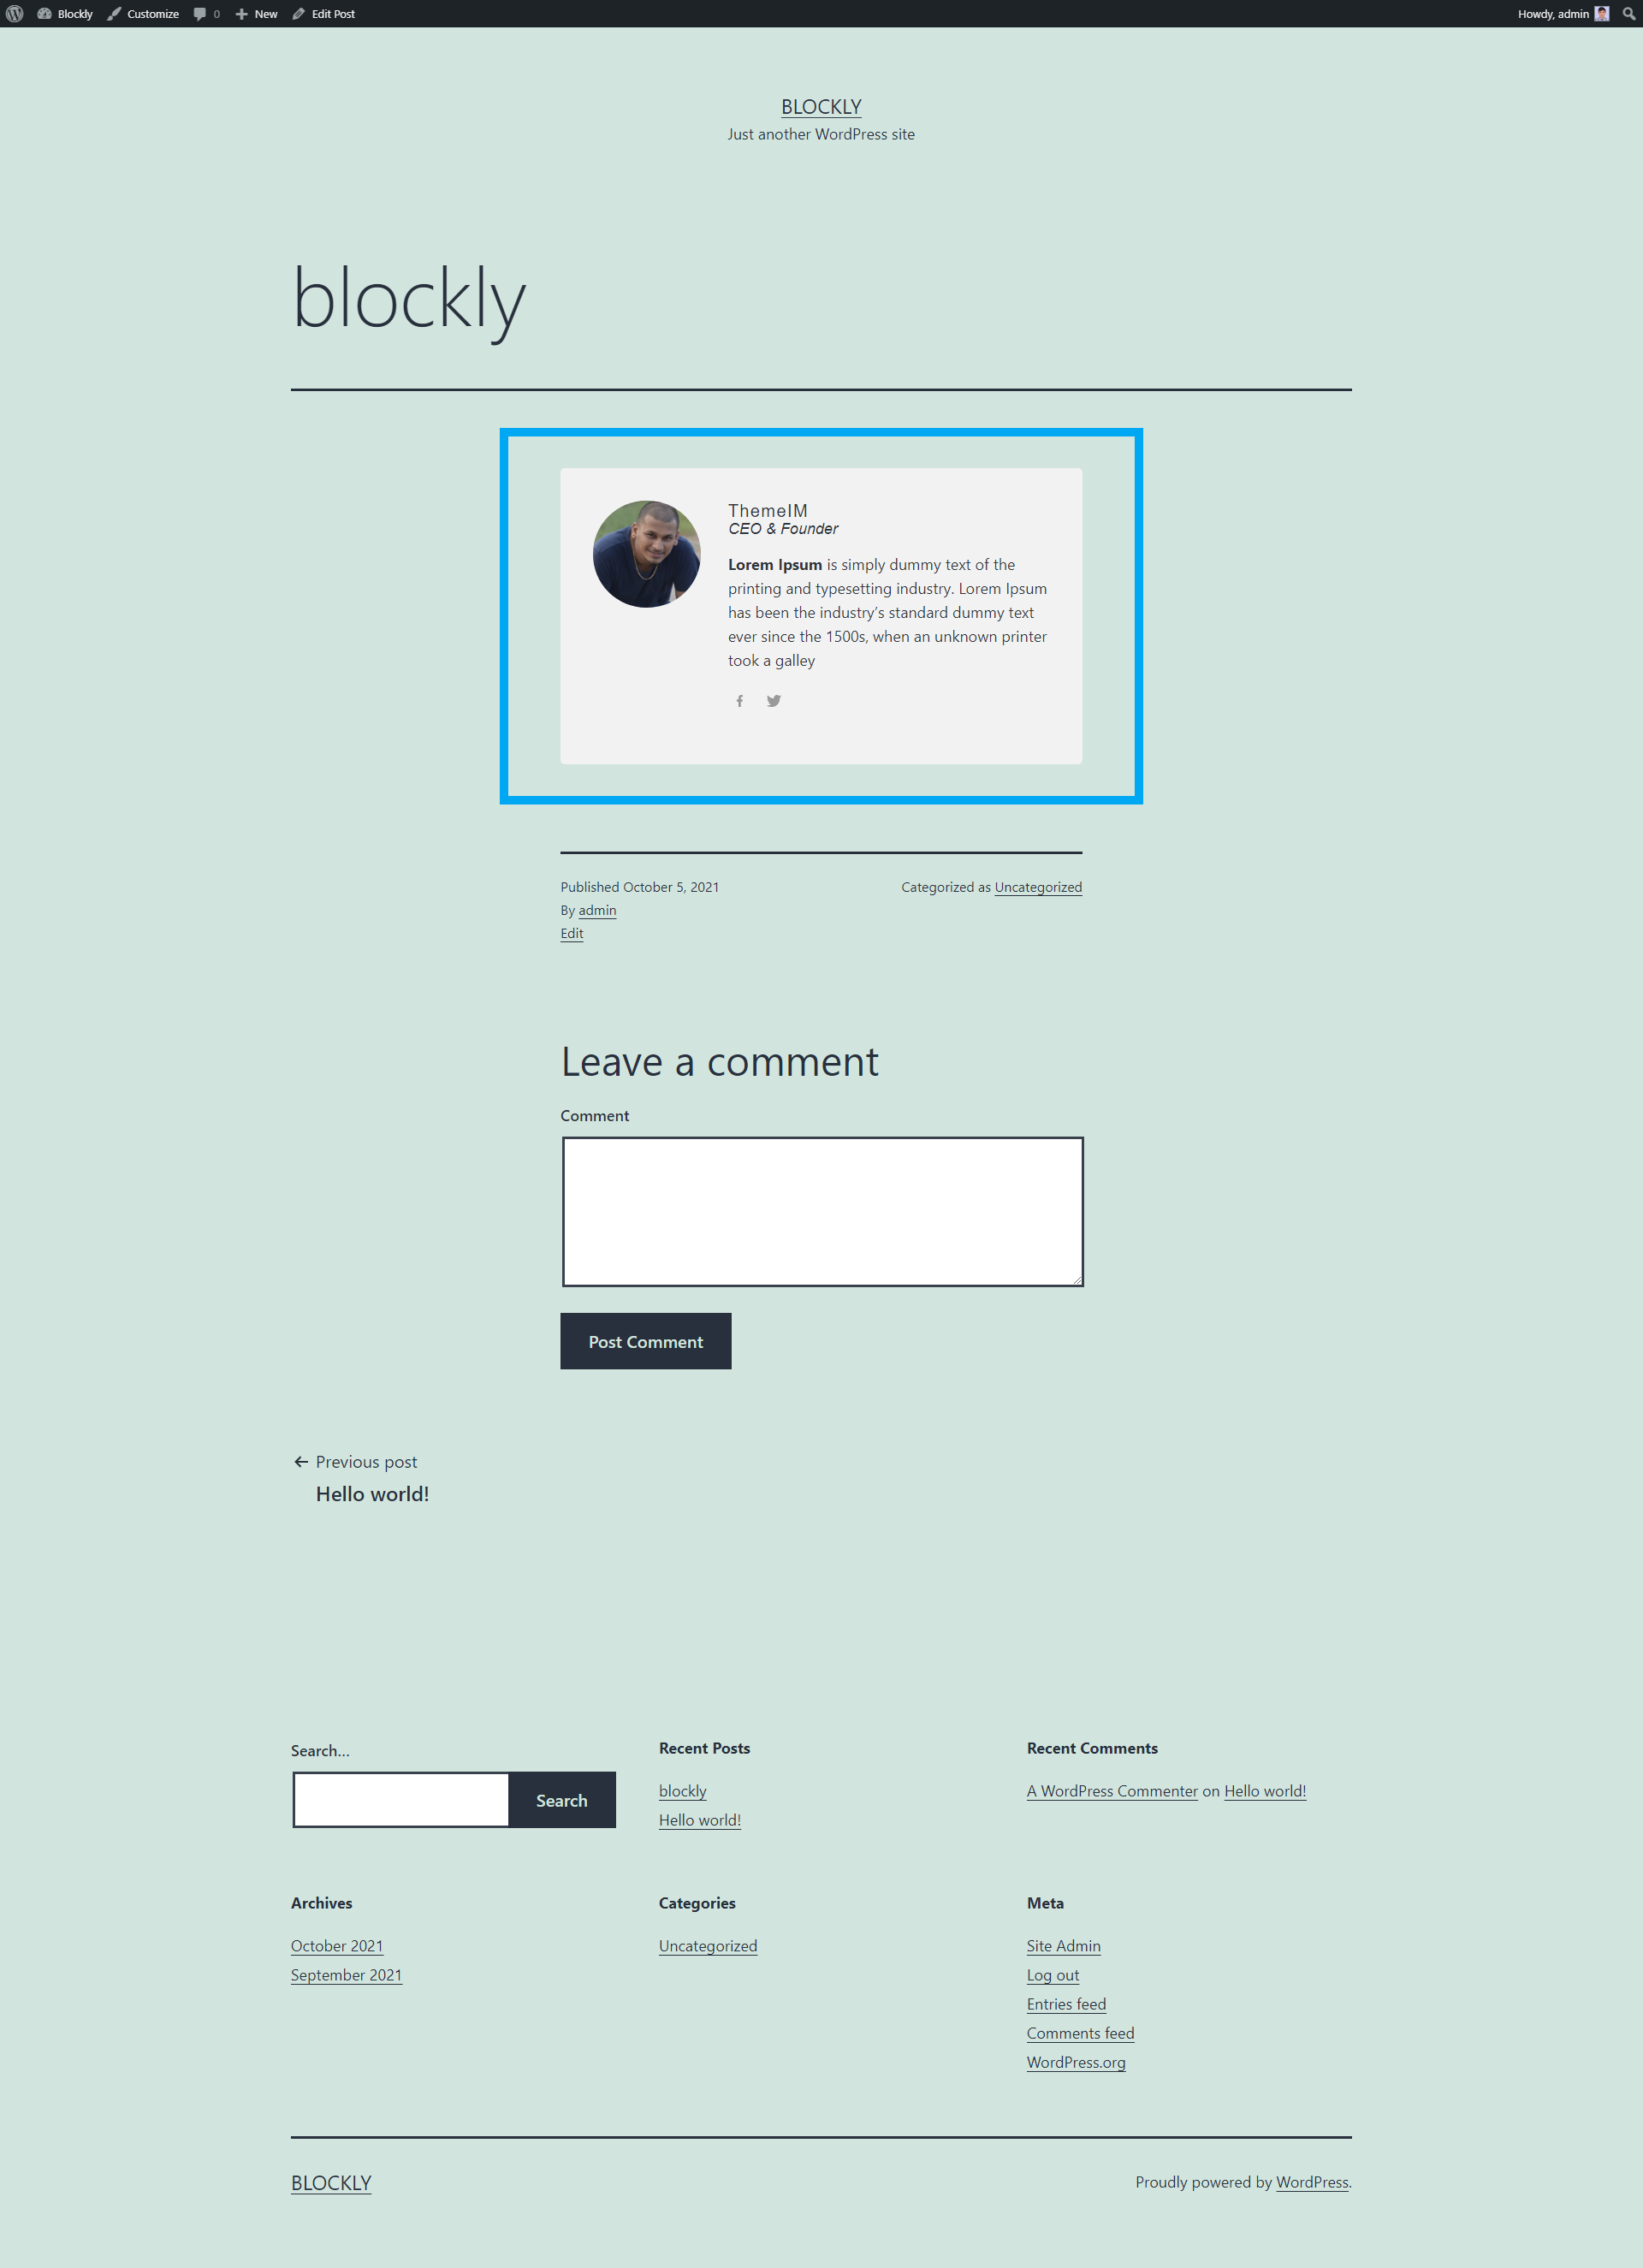 Blockly Customize 0 New Edit Post Howdy, admin
BLOCKLY
Just another WordPress site
blockly
ThemeIM
CEO & Founder
Lorem Ipsum is simply dummy text of the
printing and typesetting industry. Lorem Ipsum
has been the industry’s standard dummy text
ever since the 1500s, when an unknown printer
took a galley
Published October 5, 2021
By admin
Edit
Categorized as Uncategorized
Leave a comment
Comment
Post Comment
Previous post
Hello world!
Search…
Search
Recent Posts
blockly
Hello world!
Recent Comments
A WordPress Commenter on Hello world!
Archives
October 2021
September 2021
Categories
Uncategorized
Meta
Site Admin
Log out
Entries feed
Comments feed
WordPress.org
BLOCKLY
Proudly powered by WordPress.